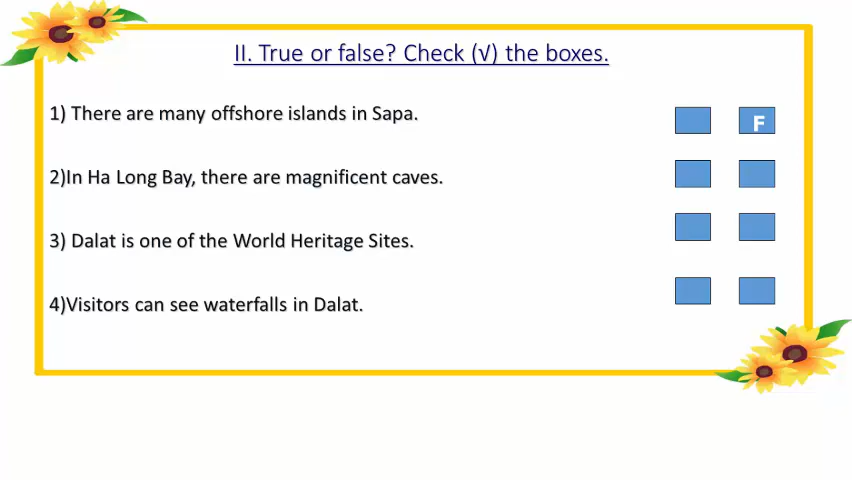 II. True or false? Check (√) the boxes.
1) There are many offshore islands in Sapa.
F
2)In Ha Long Bay, there are magnificent caves.
3) Dalat is one of the World Heritage Sites.
4)Visitors can see waterfalls in Dalat.